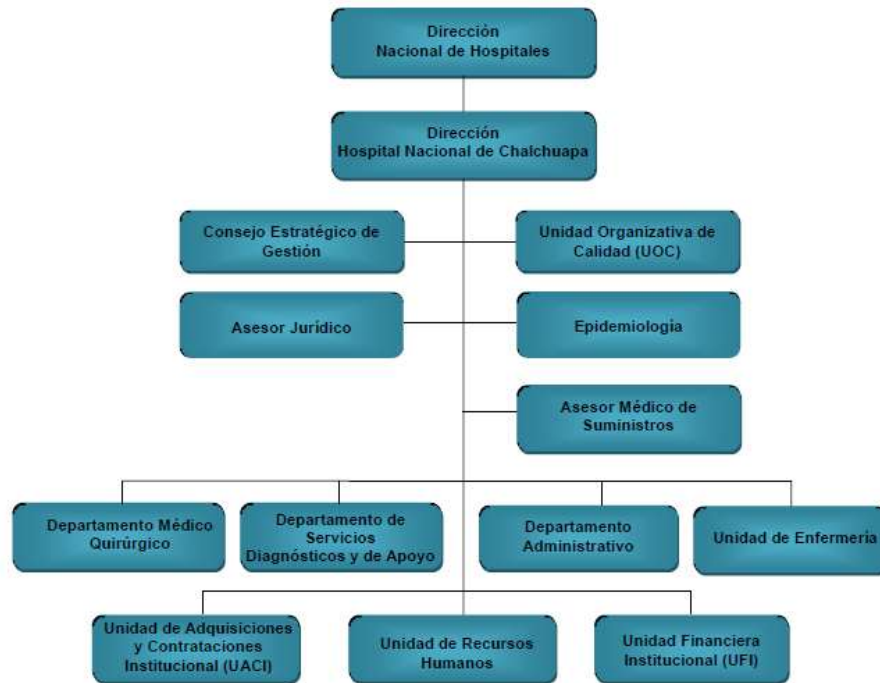 Dirección
Nacional de Hospitales
Dirección
Hospital Nacional de Chalchuapa
Consejo Estratégico de
Gestión
Unidad Organizativa de
Calidad (UOC)
Asesor Jurídico
Epidemiología
Asesor Médico de
Suministros
Departamento Médico
Quirúrgico
Departamento de
Servicios
Diagnósticos y de Apoyo
Departamento
Administrativo
Unidad de Enfermería
Unidad de Adquisiciones
y Contrataciones
Institucional (UACI)
Unidad de Recursos
Humanos
Unidad Financiera
Institucional (UFI)